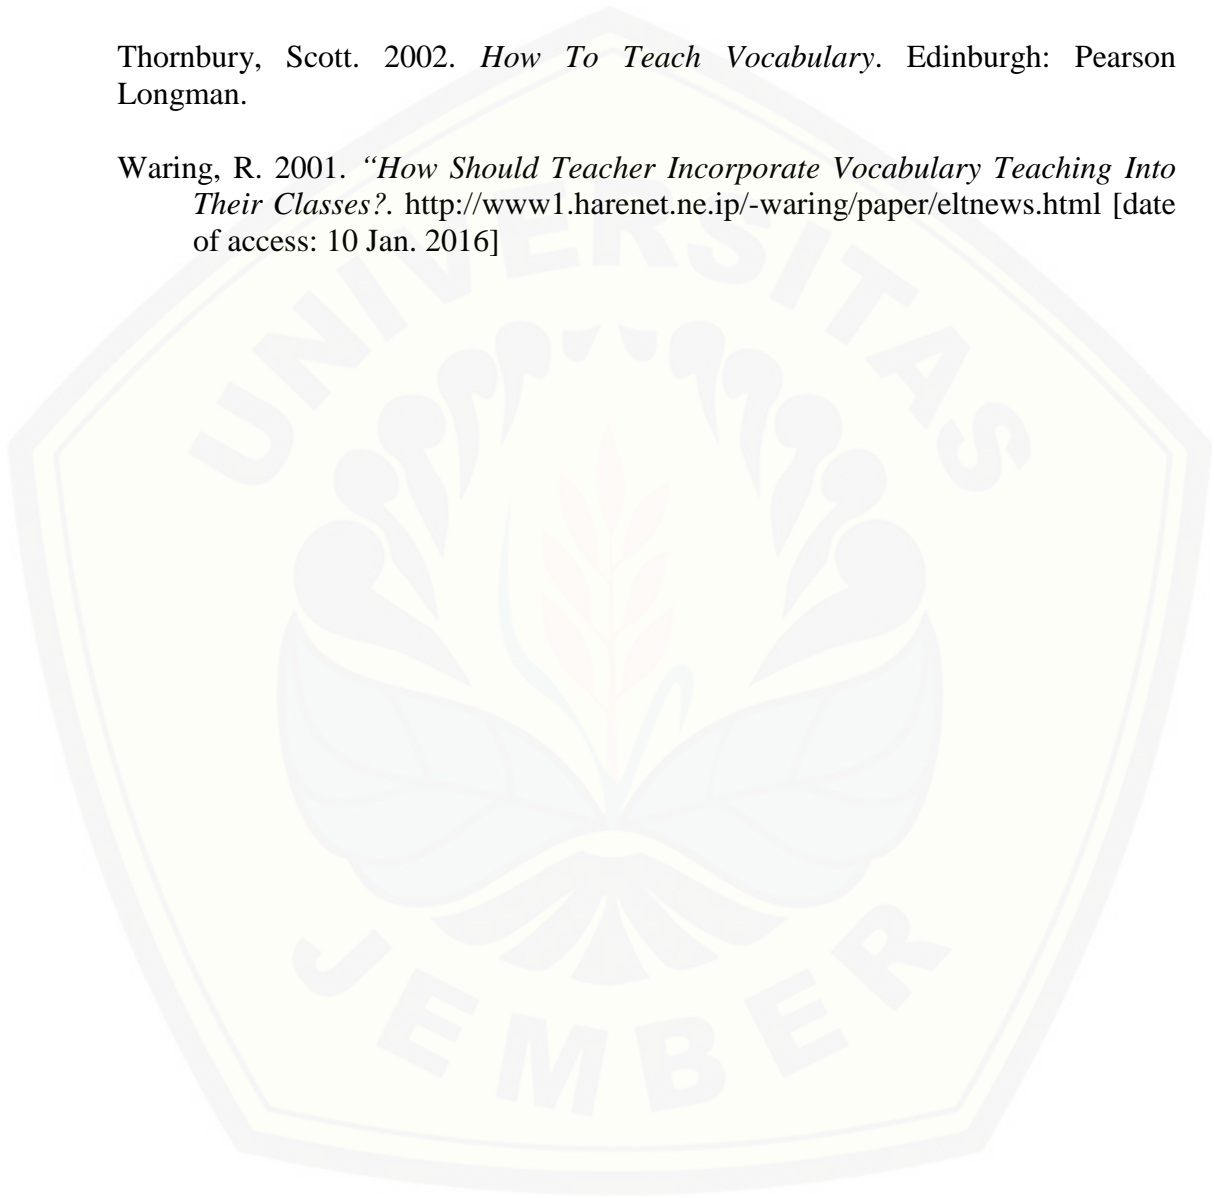 Thornbury, Scott. 2002. How To Teach Vocabulary. Edinburgh: Pearson
Longman.
Waring, R. 2001. “How Should Teacher Incorporate Vocabulary Teaching Into
Their Classes?. http://www1.harenet.ne.ip/-waring/paper/eltnews.html [date
of access: 10 Jan. 2016]
UNIVERSITAS
JEMBER